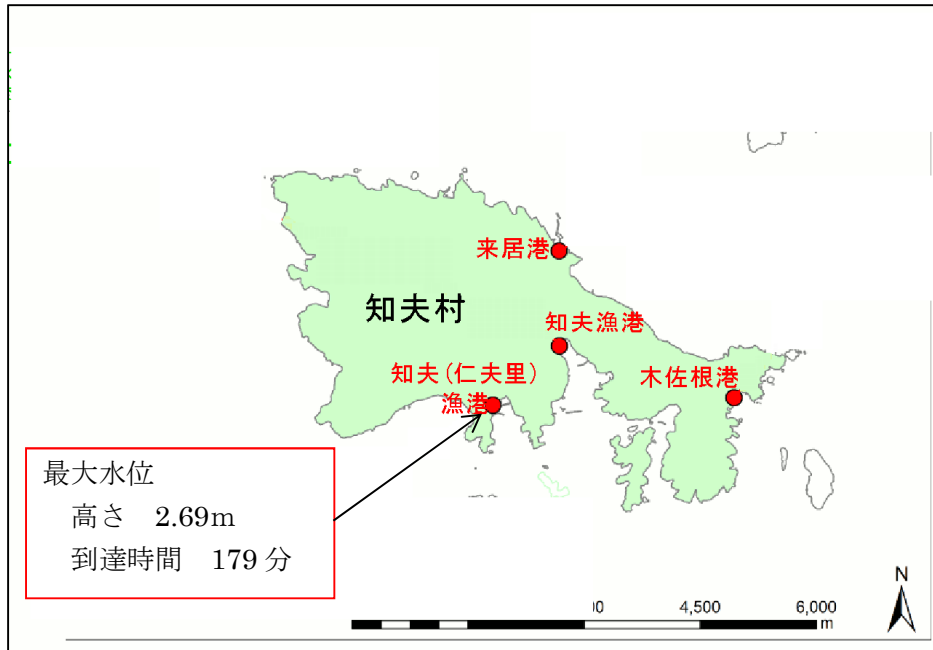 来居港
知夫村
知夫漁港
知夫(仁夫里)
漁港
木佐根港
最大水位
高さ 2.69m
到達時間 179分
N
4,500 6,000
m